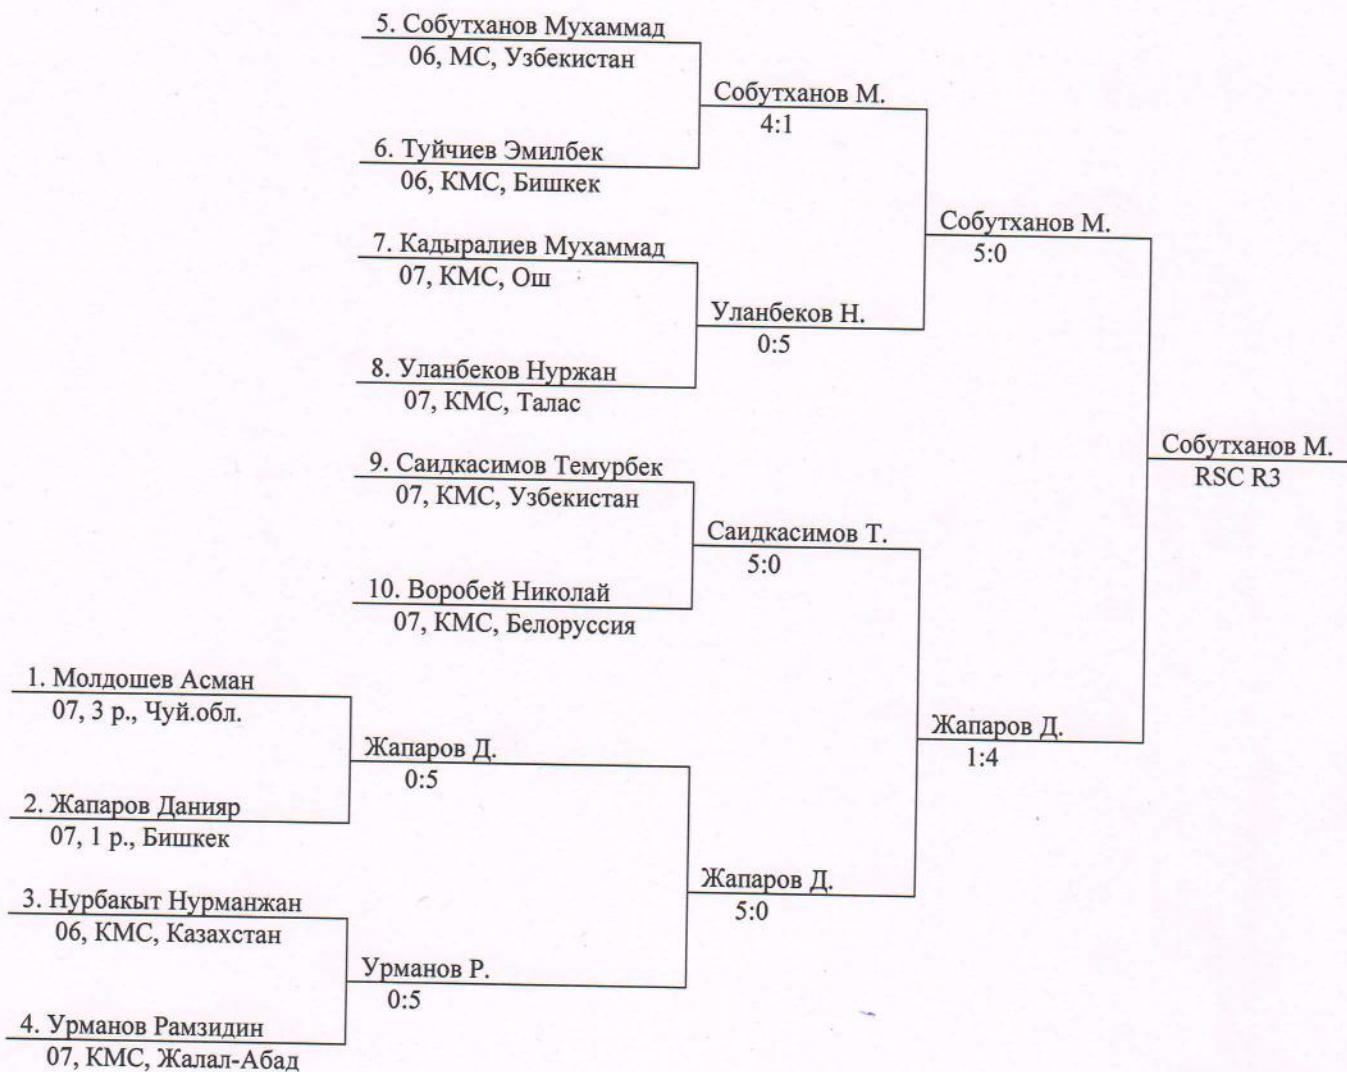 5. Собутханов Мухаммад
06, МС, Узбекистан
Собутханов М.
4:1
6. Туйчиев Эмилбек
06, КМС, Бишкек
Собутханов М.
5:0
7. Кадыралиев Мухаммад
07, КМС, Ош
Уланбеков Н.
0:5
8. Уланбеков Нуржан
07, КМС, Талас
Собутханов М.
RSC R3
9. Саидкасимов Темурбек
07, КМС, Узбекистан
Саидкасимов Т.
5:0
10. Воробей Николай
07, КМС, Белоруссия
1. Молдошев Асман
07, 3 р., Чуй.обл.
Жапаров Д.
0:5
Жапаров Д.
1:4
2. Жапаров Данияр
07, 1 р., Бишкек
Жапаров Д.
5:0
3. Нурбакыт Нурманжан
06, КМС, Казахстан
Урманов Р.
0:5
4. Урманов Рамзидин
07, КМС, Жалал-Абад